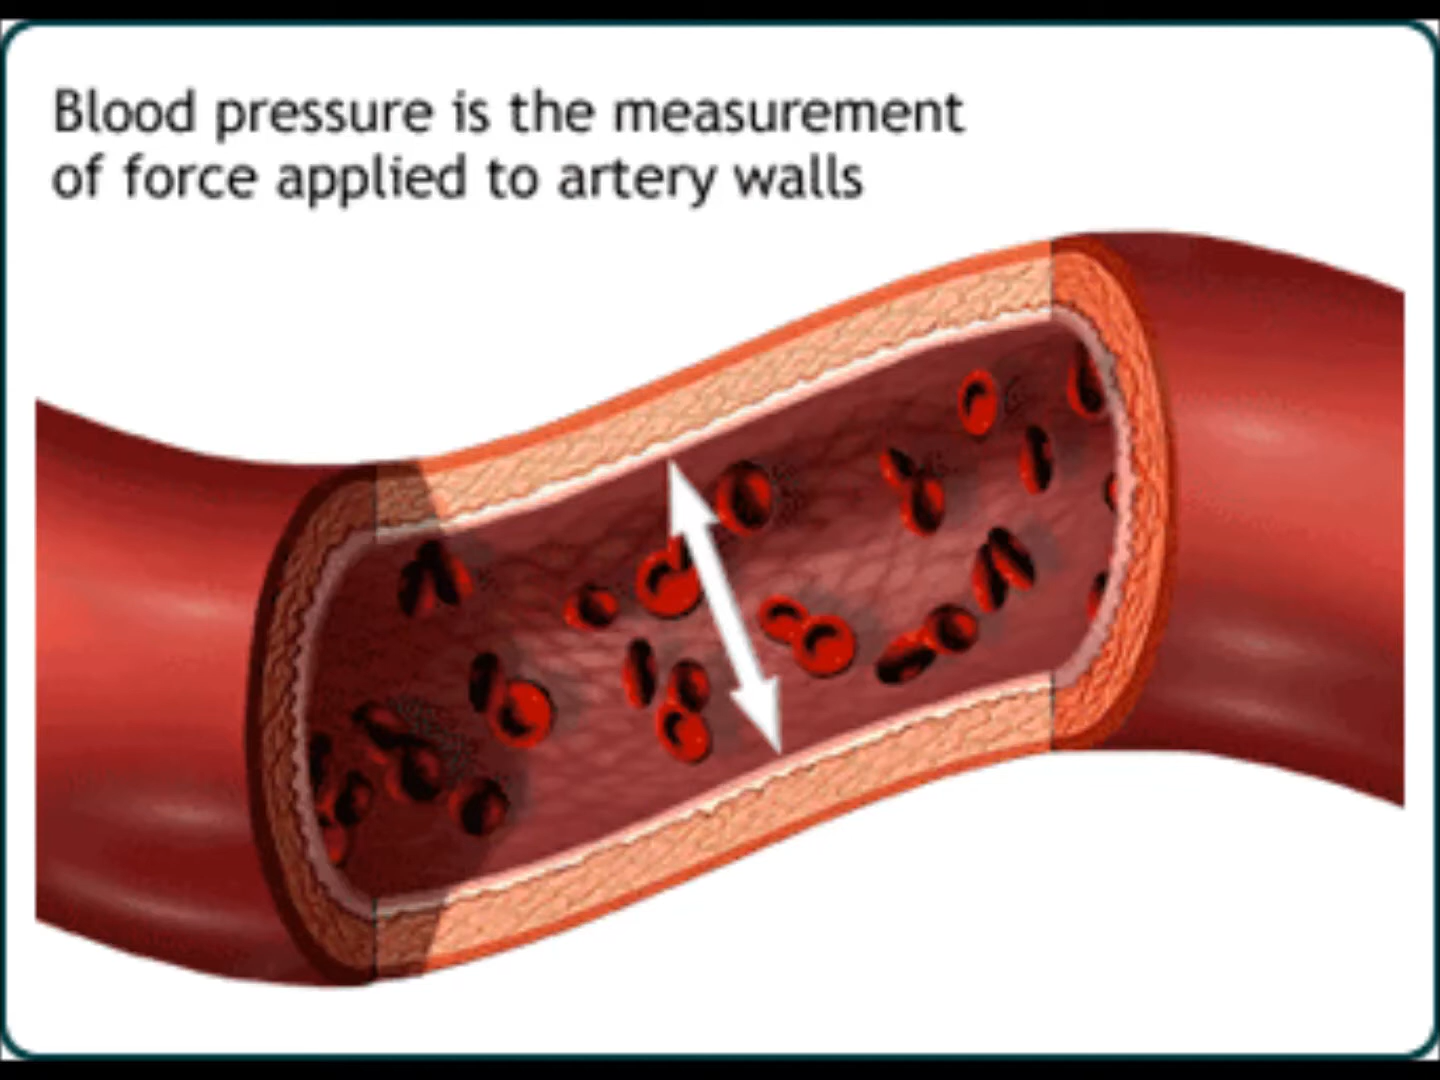 Blood pressure is the measurement
of force applied to artery walls